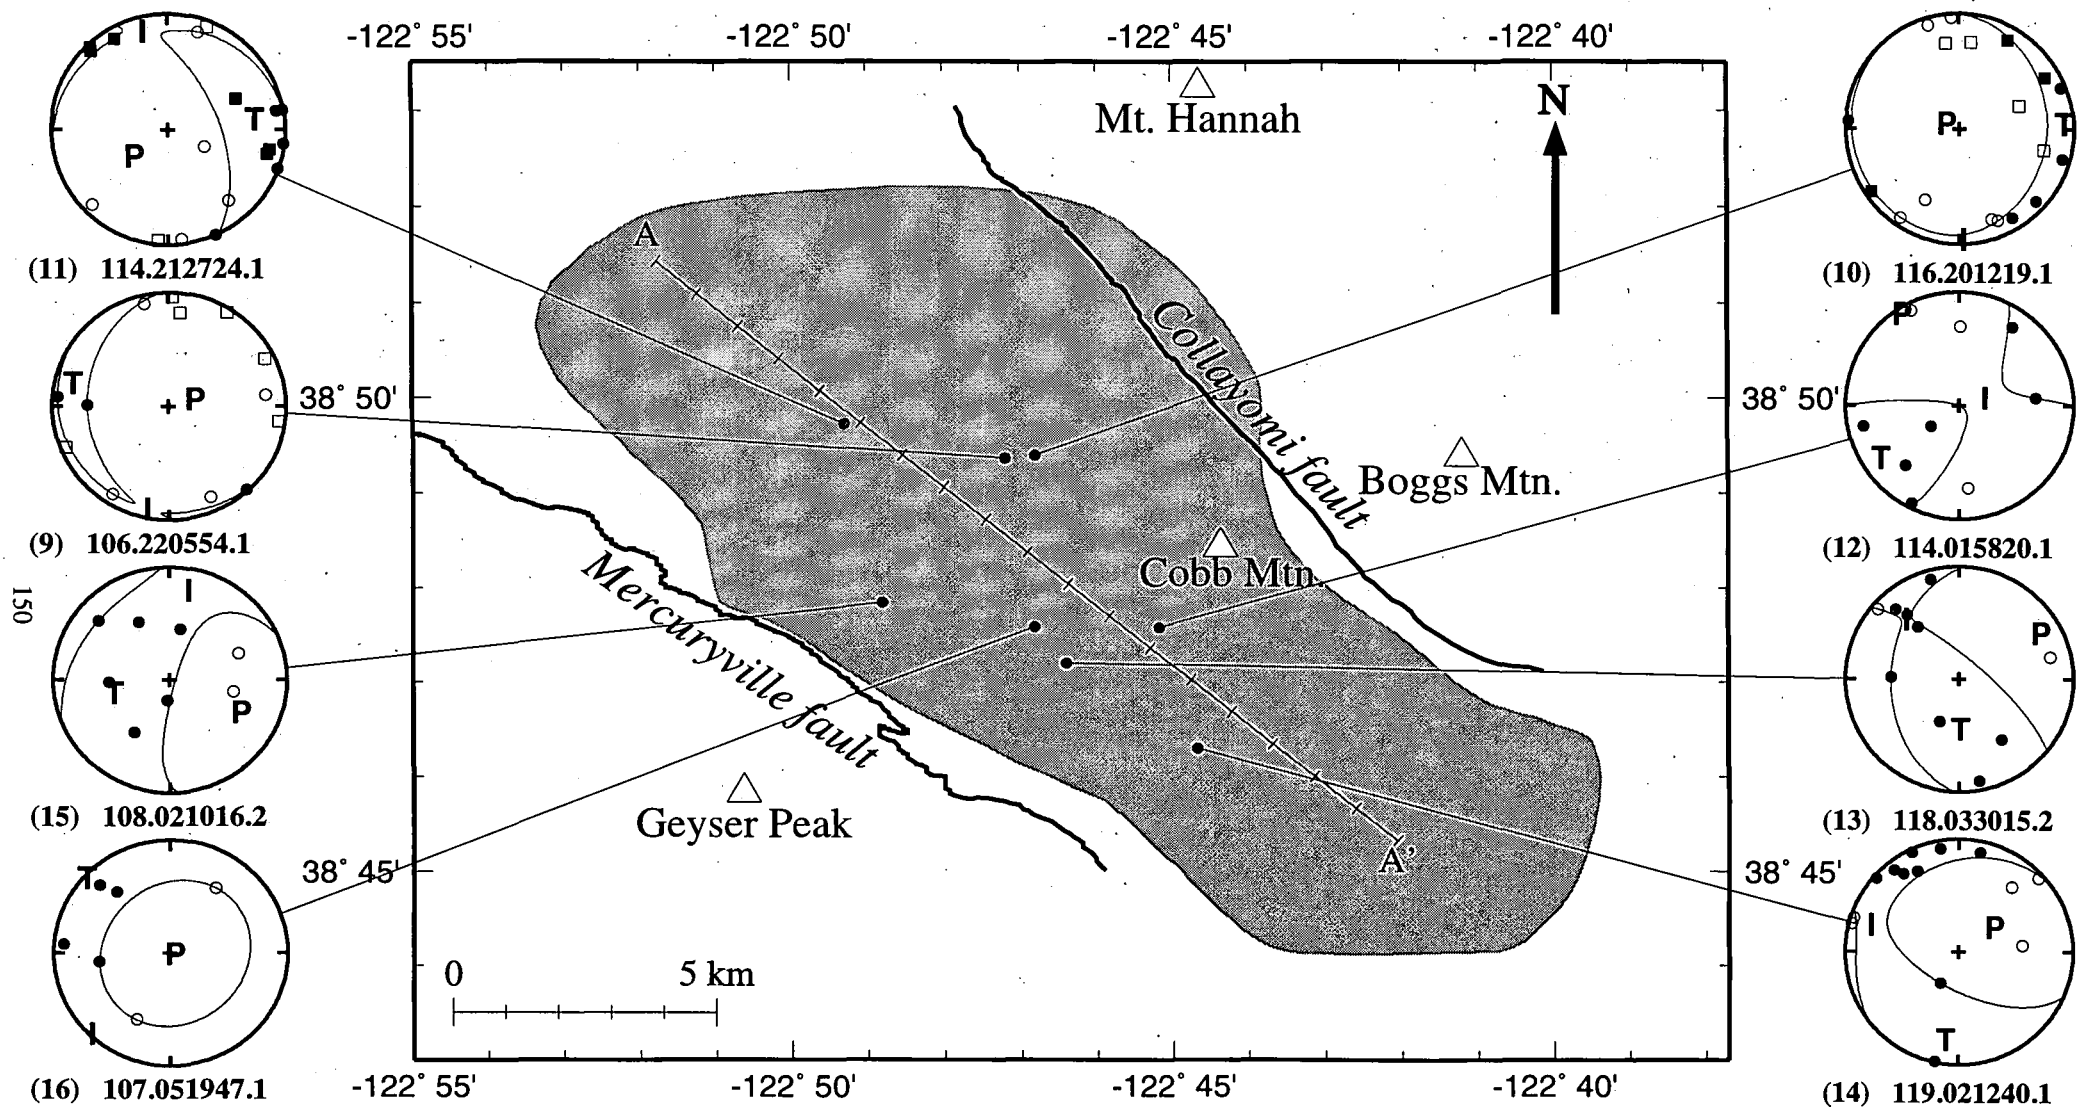 -122° 55' -122° 50' -122° 45' -122° 40'
I
T
P
(11) 114.212724.1
T
P
I
(9) 106.220554.1
I
T
P
(15) 108.021016.2
T
P
I
(16) 107.051947.1
150
Mt. Hannah
N
A
Collayomi fault
38° 50' 38° 50'
Boggs Mtn.
Cobb Mtn.
Mercuryville fault
Geyser Peak
38° 45' 38° 45'
A'
0 5 km
-122° 55' -122° 50' -122° 45' -122° 40'
P
T
I
(10) 116.201219.1
P
I
T
(12) 114.015820.1
I
P
T
(13) 118.033015.2
I
P
T
(14) 119.021240.1